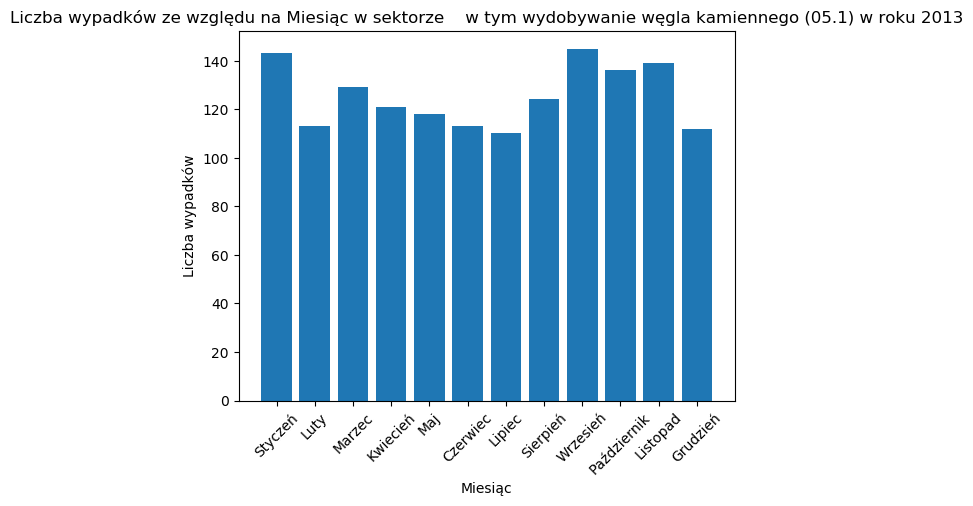 Liczba wypadków ze względu na Miesiąc w sektorze    w tym wydobywanie węgla kamiennego (05.1) w roku 2013
Liczba wypadków
140
120
100
80
60
40
20
0
Styczeń
Luty
Marzec
Kwiecień
Maj
Czerwiec
Lipiec
Sierpień
Wrzesień
Październik
Listopad
Grudzień
Miesiąc